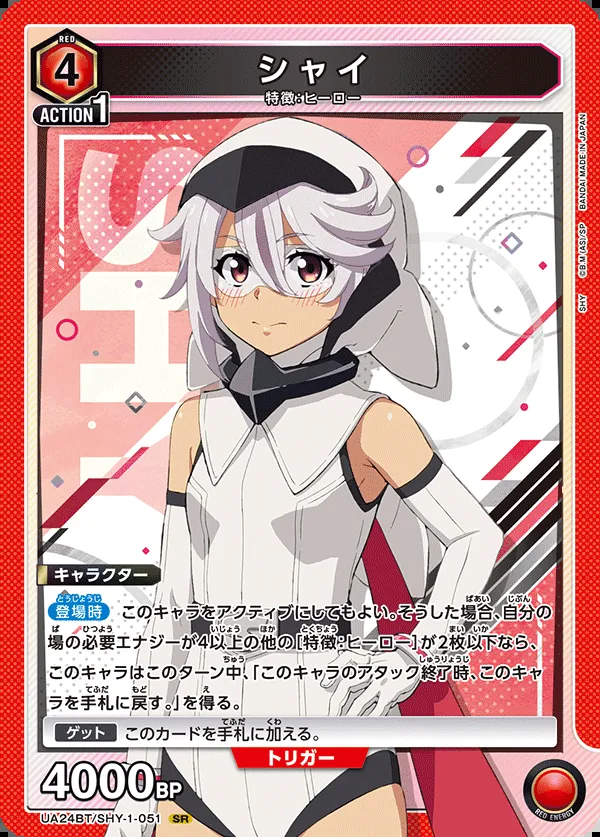 RED
4
ACTION 1
シャイ
特徴:ヒーロー
SHY
SHY ©B.M(AS)/SP BANDAI MADE IN JAPAN
キャラクター
登場時 このキャラをアクティブにしてもよい。そうした場合、自分の
場の必要エナジーが4以上の他の[特徴:ヒーロー]が2枚以下なら、
このキャラはこのターン中、「このキャラのアタック終了時、このキャ
ラを手札に戻す。」を得る。
ゲット このカードを手札に加える。
トリガー
4000BP
UA24BT/SHY-1-051 SR
RED ENERGY